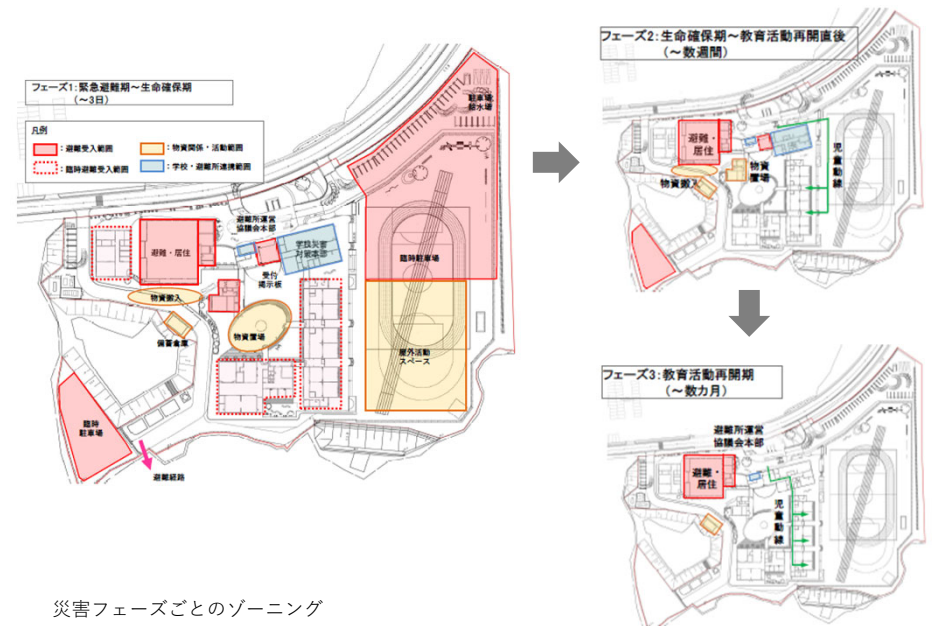 フェーズ1:緊急避難期～生命確保期
(～3日)
凡例
:避難受入範囲
:物資関係・活動範囲
:臨時避難受入範囲
:学校・避難所連携範囲
駐車場
給水場
避難所運営
協議会本部
学校災害
対策本部
避難・居住
受付
掲示板
臨時駐車場
物資搬入
物資置場
備蓄倉庫
屋外活動
スペース
臨時
駐車場
避難経路
フェーズ2:生命確保期～教育活動再開直後
(～数週間)
避難・
居住
物資
置場
物資搬入
児童動線
フェーズ3:教育活動再開期
(～数カ月)
避難所運営
協議会本部
避難・
居住
児童動線
災害フェーズごとのゾーニング